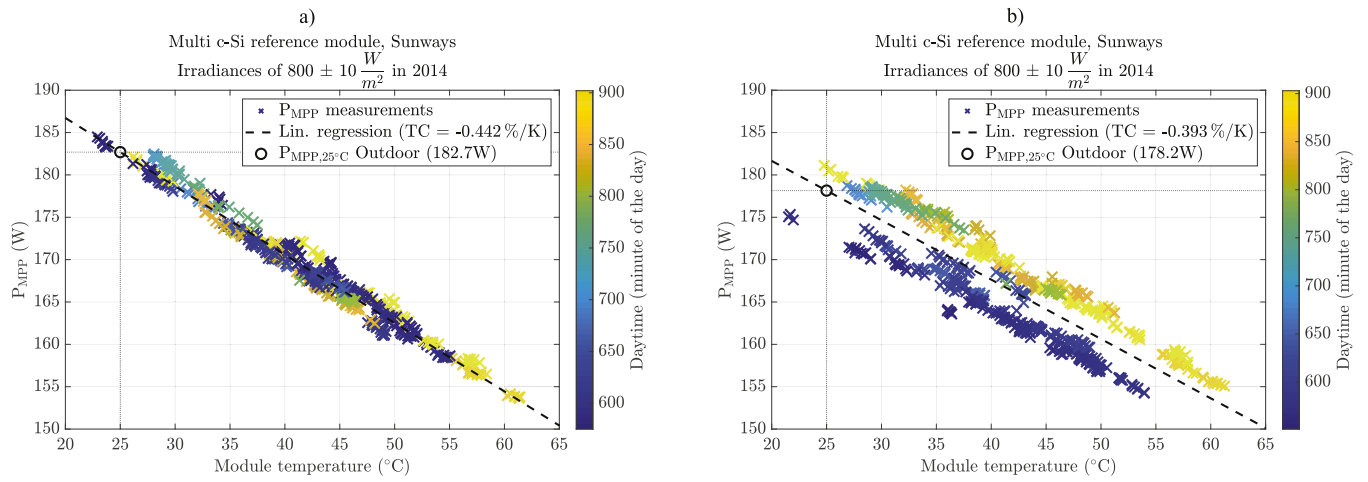 a)
Multi c-Si reference module, Sunways
Irradiances of 800 ± 10 W/m² in 2014
190
185
180
175
170
165
160
155
150
P_MPP (W)
× P_MPP measurements
Lin. regression (TC = -0.442 %/K)
P_MPP,25°C Outdoor (182.7W)
20 25 30 35 40 45 50 55 60 65
Module temperature (°C)
900
850
800
750
700
650
600
Daytime (minute of the day)
b)
Multi c-Si reference module, Sunways
Irradiances of 800 ± 10 W/m² in 2014
190
185
180
175
170
165
160
155
150
P_MPP (W)
× P_MPP measurements
Lin. regression (TC = -0.393 %/K)
P_MPP,25°C Outdoor (178.2W)
20 25 30 35 40 45 50 55 60 65
Module temperature (°C)
900
850
800
750
700
650
600
Daytime (minute of the day)